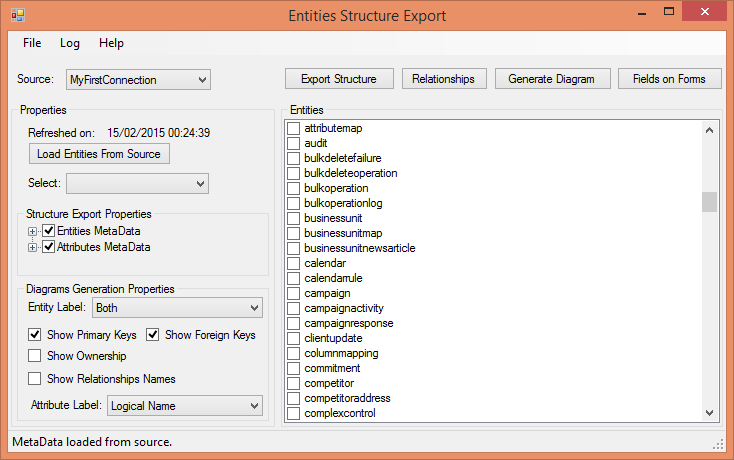 Entities Structure Export
File Log Help
Source: MyFirstConnection
Export Structure Relationships Generate Diagram Fields on Forms
Properties
Refreshed on: 15/02/2015 00:24:39
Load Entities From Source
Select:
Structure Export Properties
Entities MetaData
Attributes MetaData
Diagrams Generation Properties
Entity Label: Both
Show Primary Keys Show Foreign Keys
Show Ownership
Show Relationships Names
Attribute Label: Logical Name
Entities
attributemap
audit
bulkdeletefailure
bulkdeleteoperation
bulkoperation
bulkoperationlog
businessunit
businessunitmap
businessunitnewsarticle
calendar
calendarrule
campaign
campaignactivity
campaignresponse
clientupdate
columnmapping
commitment
competitor
competitoraddress
complexcontrol
MetaData loaded from source.